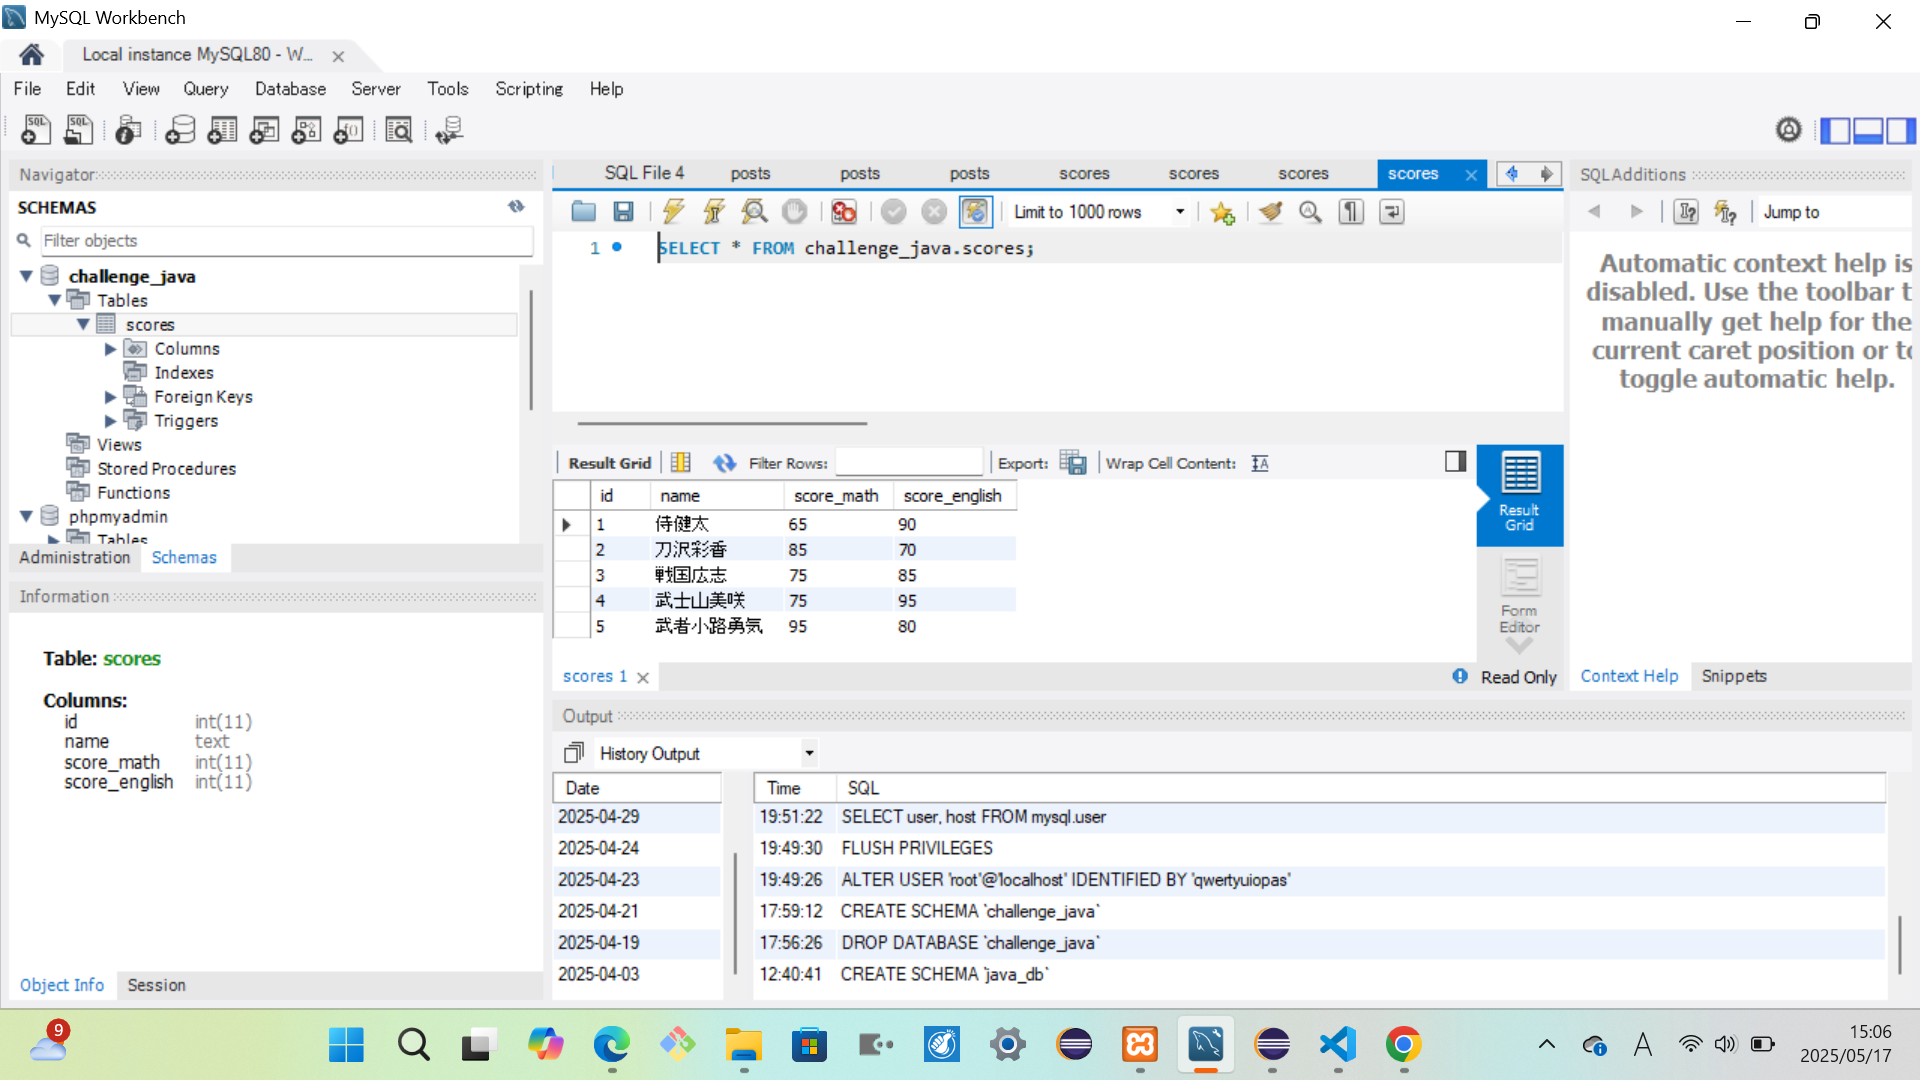 MySQL Workbench
Local instance MySQL80 - W...
File Edit View Query Database Server Tools Scripting Help
Navigator
SCHEMAS
Filter objects
challenge_java
Tables
scores
Columns
Indexes
Foreign Keys
Triggers
Views
Stored Procedures
Functions
phpmyadmin
Tables
Administration Schemas
Information
Table: scores
Columns:
id int(11)
name text
score_math int(11)
score_english int(11)
Object Info Session
SQL File 4 posts posts posts scores scores scores scores
Limit to 1000 rows
1 SELECT * FROM challenge_java.scores;
Result Grid Filter Rows: Export: Wrap Cell Content:
id name score_math score_english
1 侍健太 65 90
2 刀沢彩香 85 70
3 戦国広志 75 85
4 武士山美咲 75 95
5 武者小路勇気 95 80
Result
Grid
Form
Editor
scores 1
Read Only
SQLAdditions
Jump to
Automatic context help is
disabled. Use the toolbar t
manually get help for the
current caret position or to
toggle automatic help.
Context Help Snippets
Output
History Output
Date Time SQL
2025-04-29 19:51:22 SELECT user, host FROM mysql.user
2025-04-24 19:49:30 FLUSH PRIVILEGES
2025-04-23 19:49:26 ALTER USER 'root'@'localhost' IDENTIFIED BY 'qwertyuiopas'
2025-04-21 17:59:12 CREATE SCHEMA `challenge_java`
2025-04-19 17:56:26 DROP DATABASE `challenge_java`
2025-04-03 12:40:41 CREATE SCHEMA `java_db`
9
A
15:06
2025/05/17